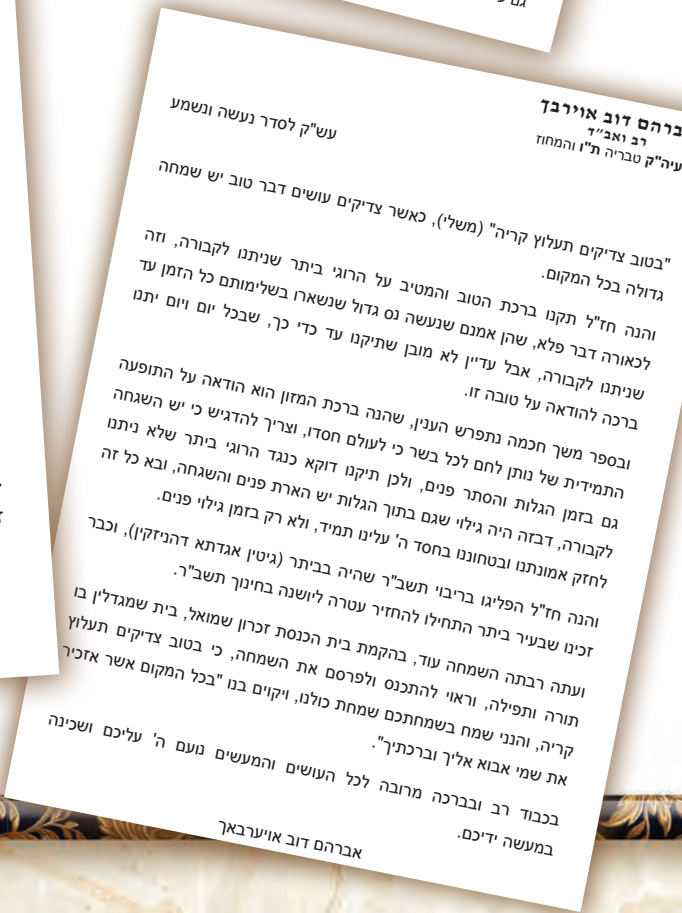 ברהם דוב אוירבך
רב ואב"ד
עיה"ק טבריה ת"ו והמחוז
עש"ק לסדר נעשה ונשמע
"בטוב צדיקים תעלוץ קריה" (משלי), כאשר צדיקים עושים דבר טוב יש שמחה
גדולה בכל המקום.
והנה חז"ל תקנו ברכת הטוב והמטיב על הרוגי ביתר שניתנו לקבורה, וזה
לכאורה דבר פלא, שהן אמנם שנעשה נס גדול שנשארו בשלימותם כל הזמן עד
שניתנו לקבורה, אבל עדיין לא מובן שתיקנו עד כדי כך, שבכל יום ויום יתנו
ברכה להודאה על טובה זו.
ובספר משך חכמה נתפרש הענין, שהנה ברכת המזון הוא הודאה על התופעה
התמידית של נותן לחם לכל בשר כי לעולם חסדו, וצריך להדגיש כי יש השגחה
גם בזמן הגלות והסתר פנים, ולכן תיקנו דוקא כנגד הרוגי ביתר שלא ניתנו
לקבורה, דבזה היה גילוי שגם בתוך הגלות יש הארת פנים והשגחה, ובא כל זה
לחזק אמונתנו ובטחוננו בחסד ה' עלינו תמיד, ולא רק בזמן גילוי פנים.
והנה חז"ל הפליגו בריבוי תשב"ר שהיה בביתר (גיטין אגדתא דהניזקין), וכבר
זכינו שבעיר ביתר התחילו להחזיר עטרה ליושנה בחינוך תשב"ר.
ועתה רבתה השמחה עוד, בהקמת בית הכנסת זכרון שמואל, בית שמגדלין בו
תורה ותפילה, וראוי להתכנס ולפרסם את השמחה, כי בטוב צדיקים תעלוץ
קריה, והנני שמח בשמחתכם שמחת כולנו, ויקוים בנו "בכל המקום אשר אזכיר
את שמי אבוא אליך וברכתיך".
בכבוד רב ובברכה מרובה לכל העושים והמעשים נועם ה' עליכם ושכינה
במעשה ידיכם.
אברהם דוב אויערבאך